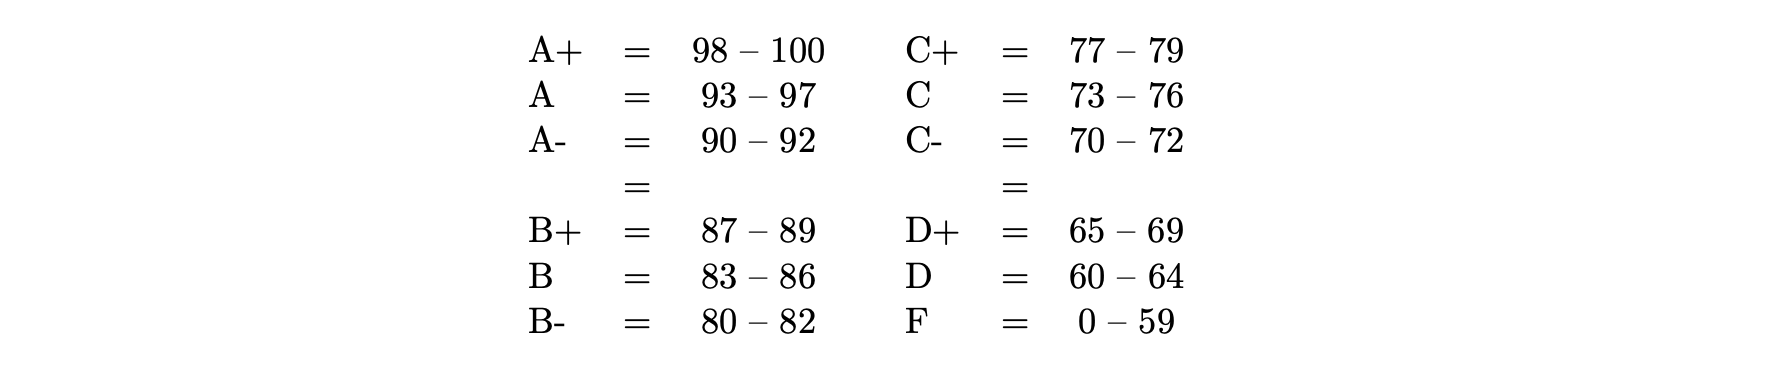 A+ = 98 – 100 C+ = 77 – 79
A = 93 – 97 C = 73 – 76
A- = 90 – 92 C- = 70 – 72
= =
B+ = 87 – 89 D+ = 65 – 69
B = 83 – 86 D = 60 – 64
B- = 80 – 82 F = 0 – 59